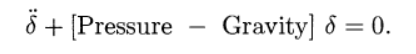 δ̈ + [Pressure − Gravity] δ = 0.